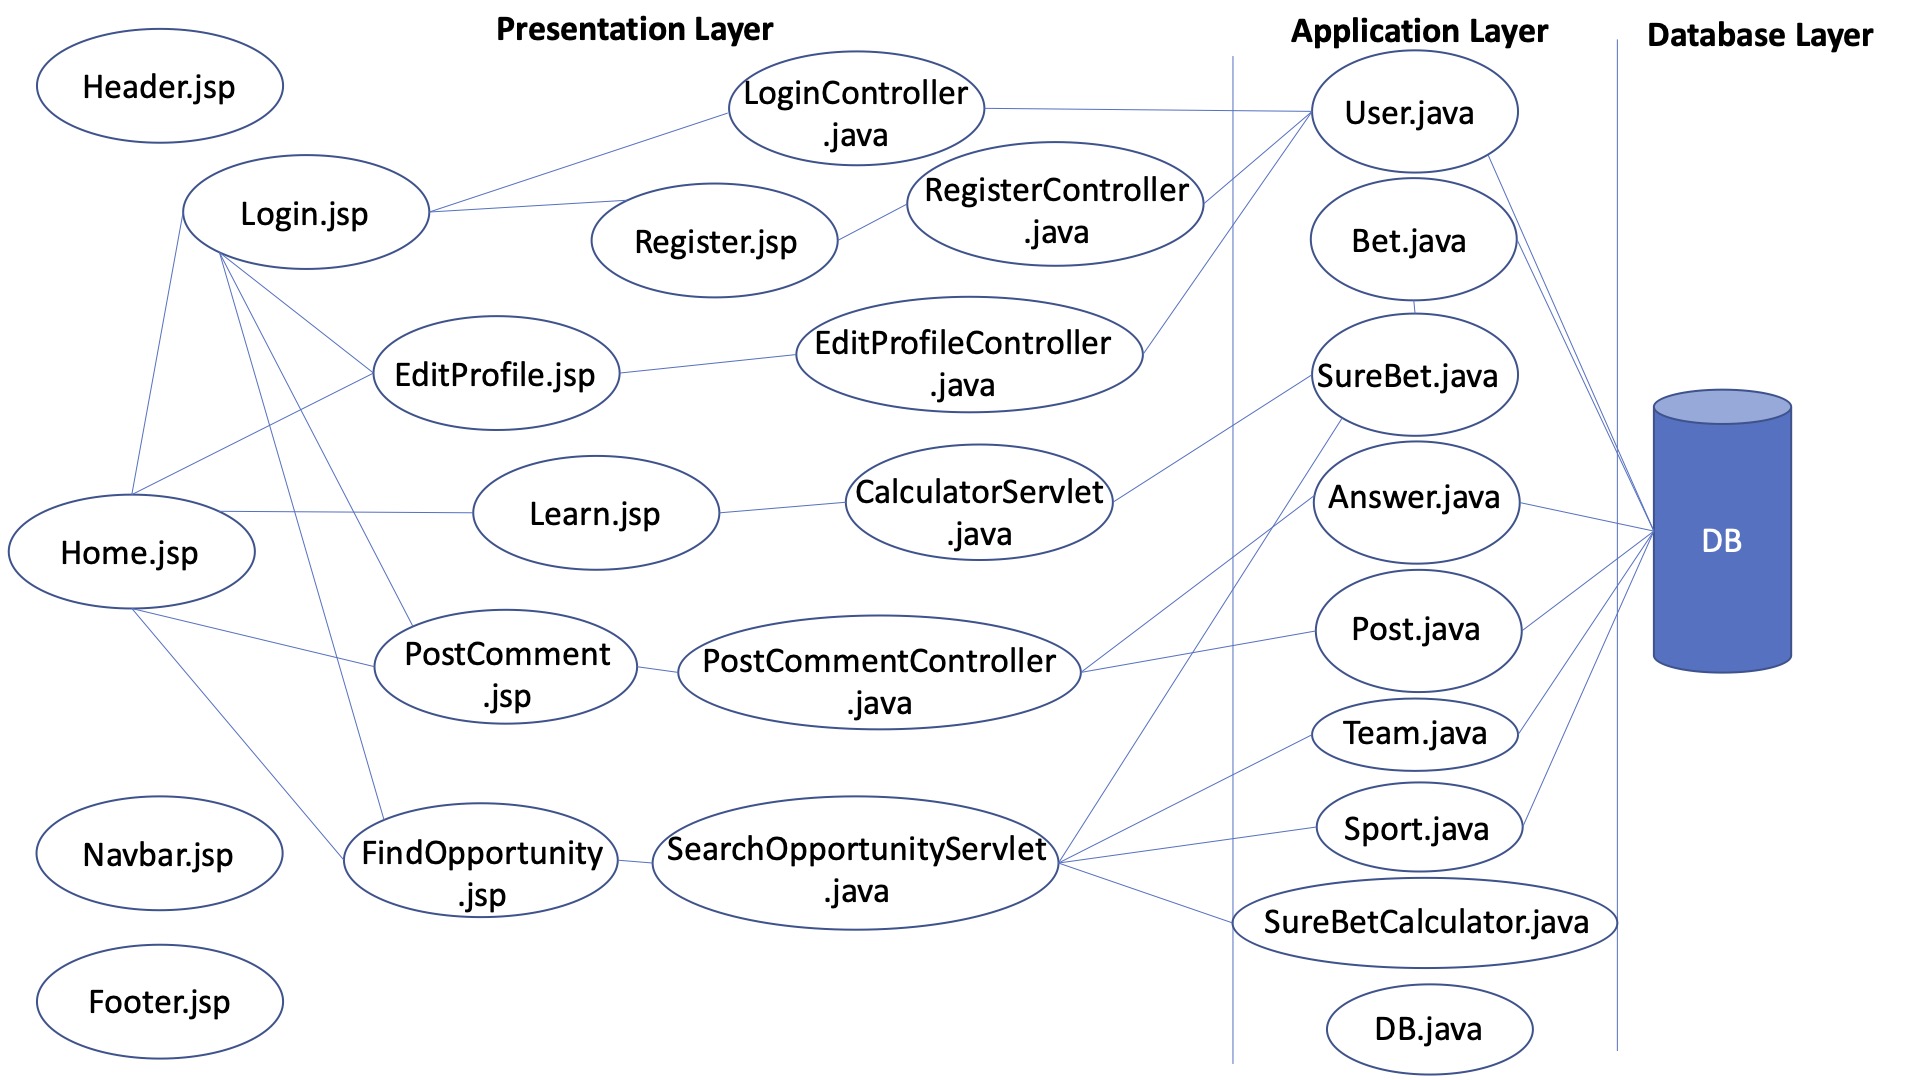 Presentation Layer
Application Layer
Database Layer
Header.jsp
LoginController
.java
User.java
Login.jsp
Register.jsp
RegisterController
.java
Bet.java
EditProfile.jsp
EditProfileController
.java
SureBet.java
Home.jsp
Learn.jsp
CalculatorServlet
.java
Answer.java
DB
PostComment
.jsp
PostCommentController
.java
Post.java
Team.java
Navbar.jsp
FindOpportunity
.jsp
SearchOpportunityServlet
.java
Sport.java
SureBetCalculator.java
Footer.jsp
DB.java